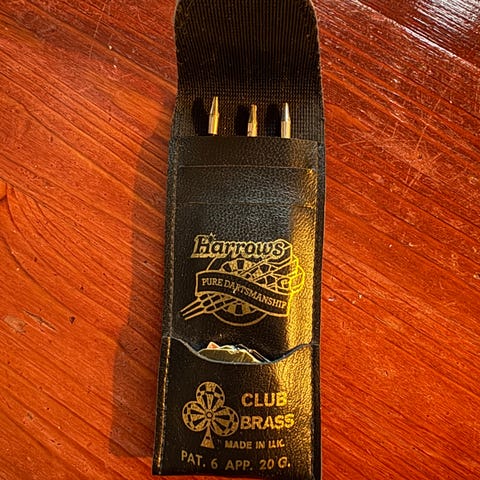 Harrows
PURE DARTSMANSHIP
CLUB
BRASS
MADE IN U.K.
PAT. 6 APP. 20 G.